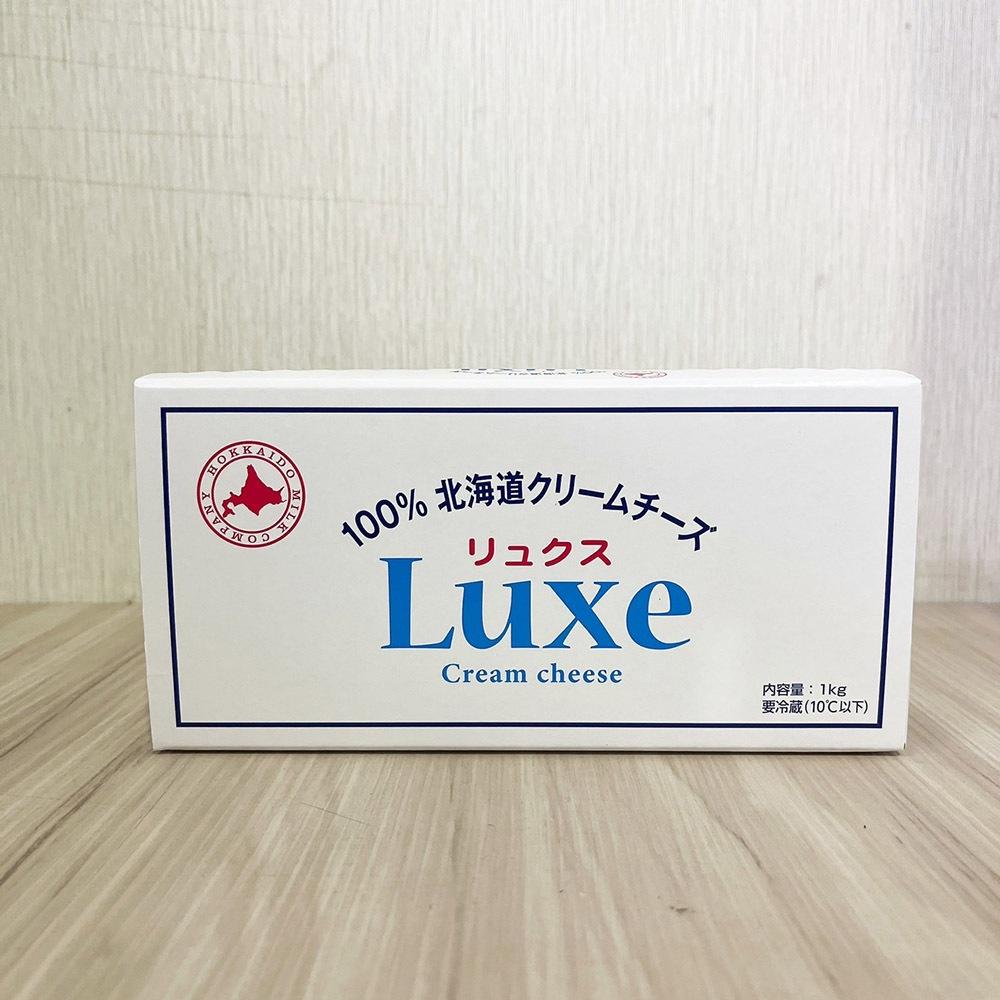 HOKKAIDO MILK COMPANY
100% 北海道クリームチーズ
リュクス
Luxe
Cream cheese
内容量：1kg
要冷蔵(10℃以下)